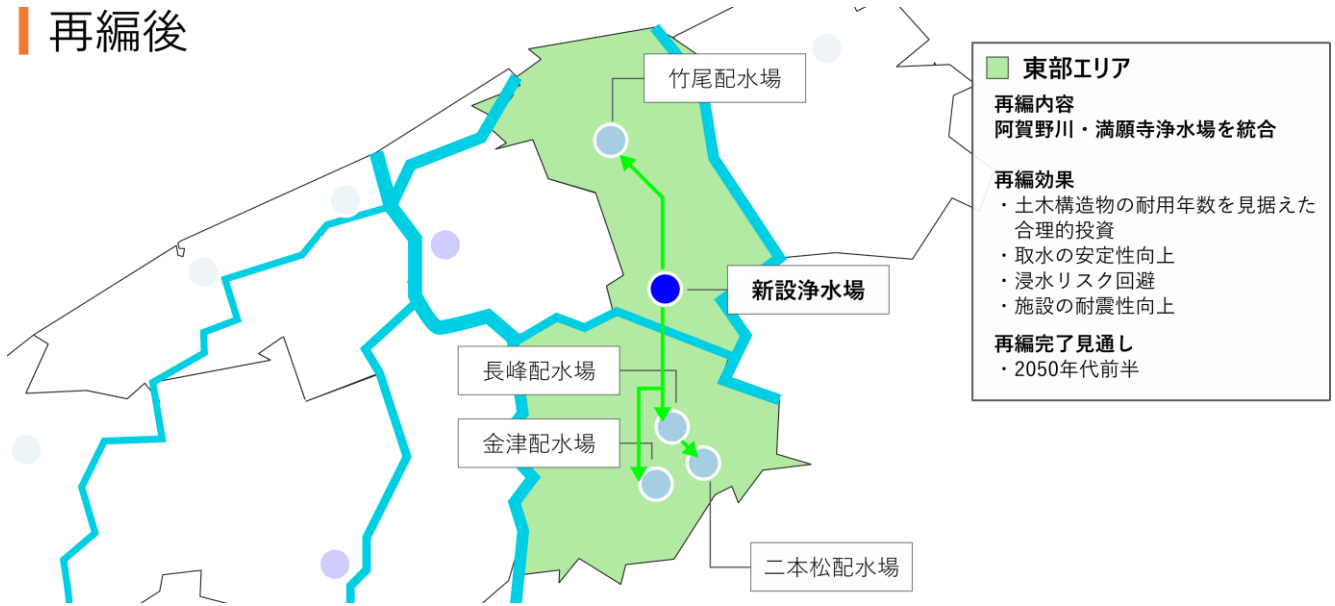 再編後
竹尾配水場
新設浄水場
長峰配水場
金津配水場
二本松配水場
東部エリア
再編内容
阿賀野川・満願寺浄水場を統合
再編効果
・土木構造物の耐用年数を見据えた
合理的投資
・取水の安定性向上
・浸水リスク回避
・施設の耐震性向上
再編完了見通し
・2050年代前半